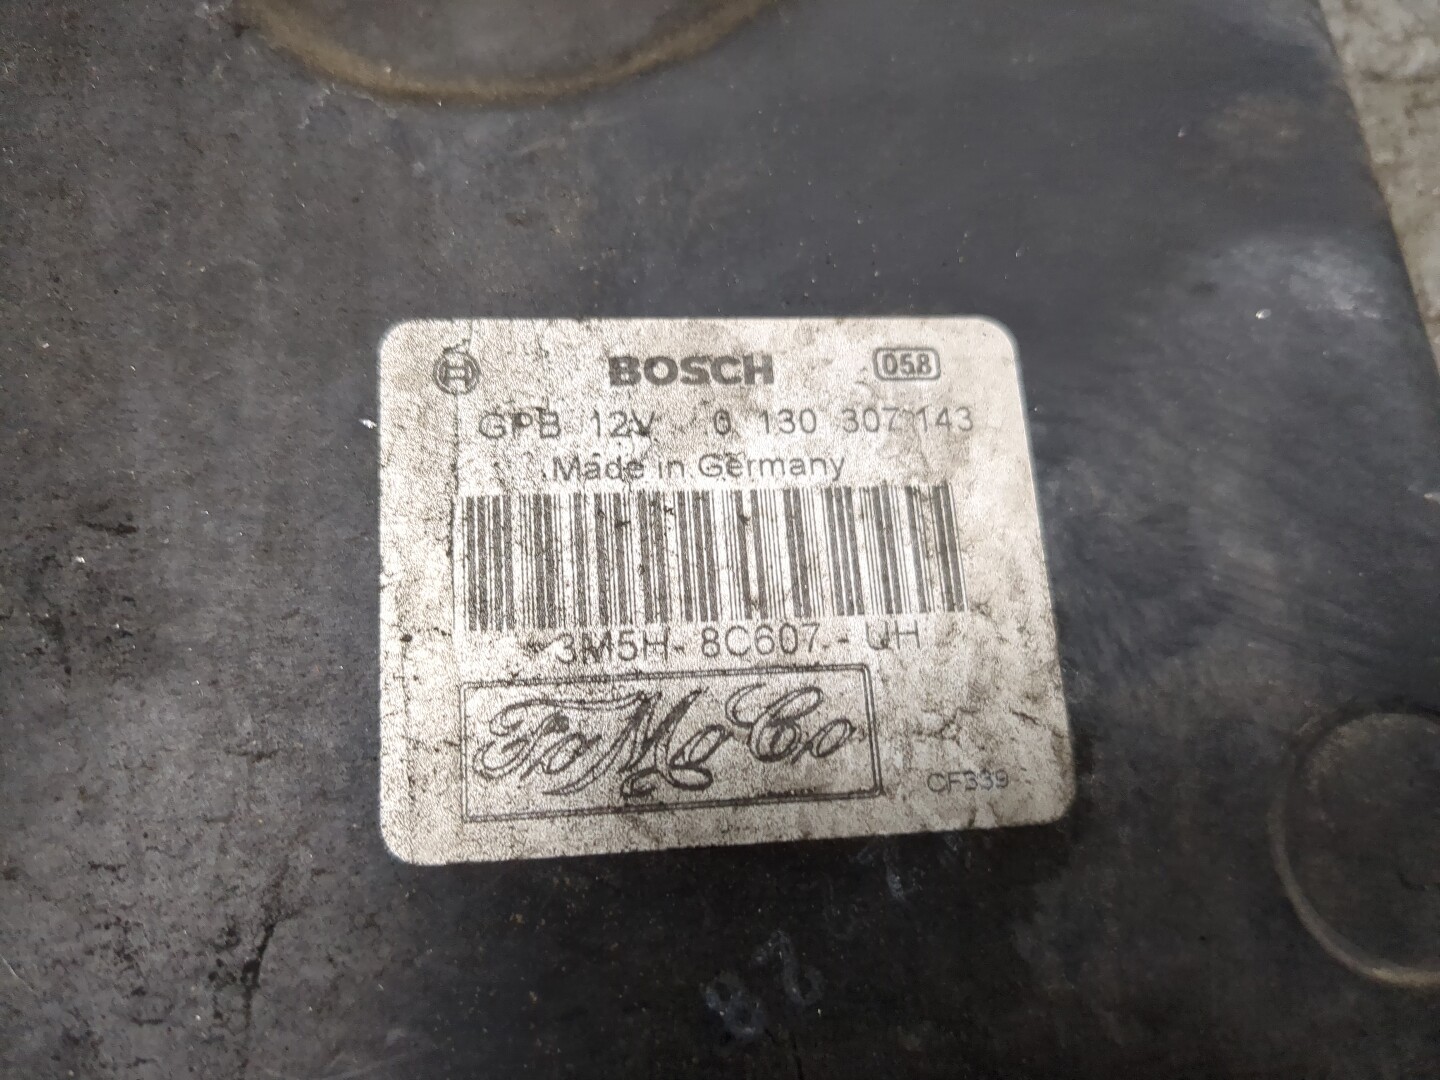 BOSCH 058
GPB 12V 0 130 307 143
Made in Germany
3M5H- 8C607 - UH
FoMoCo
CF339